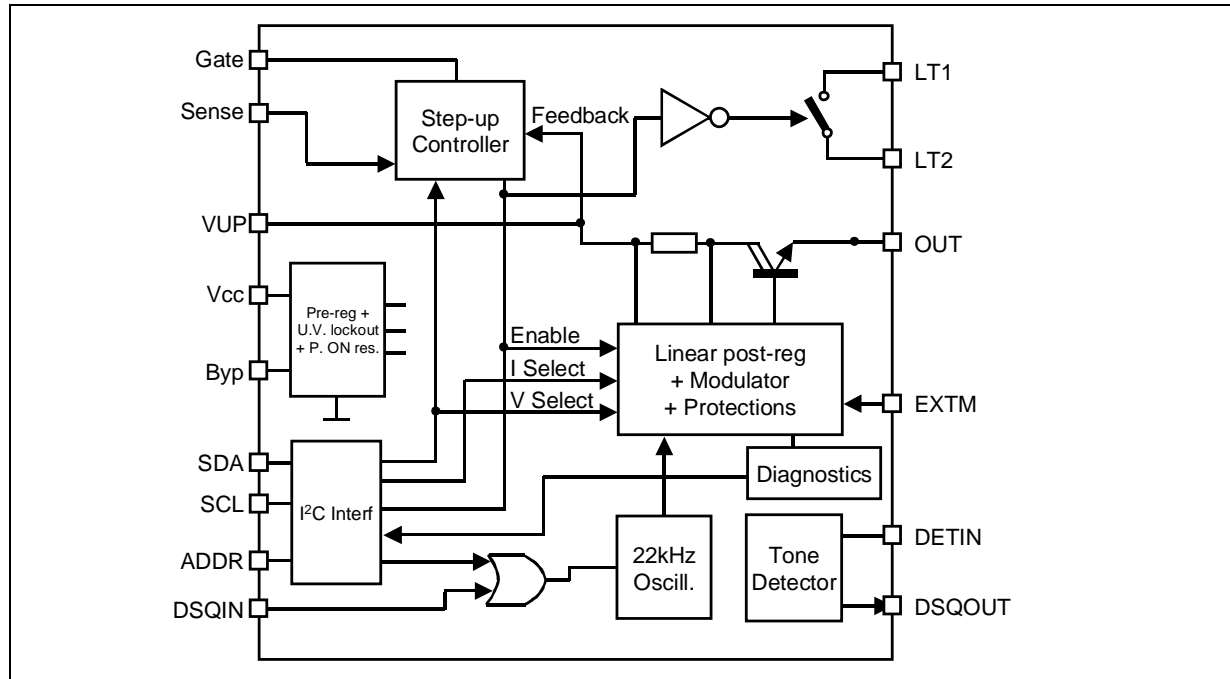 Gate
Sense
VUP
Vcc
Byp
SDA
SCL
ADDR
DSQIN
Step-up
Controller
Feedback
Pre-reg +
U.V. lockout
+ P. ON res.
Enable
I Select
V Select
Linear post-reg
+ Modulator
+ Protections
I²C Interf
Diagnostics
22kHz
Oscill.
Tone
Detector
LT1
LT2
OUT
EXTM
DETIN
DSQOUT